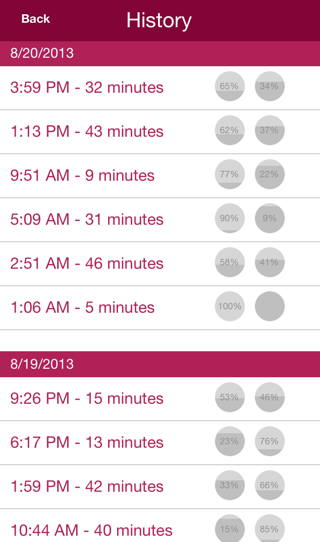 Back History
8/20/2013
3:59 PM - 32 minutes 65% 34%
1:13 PM - 43 minutes 62% 37%
9:51 AM - 9 minutes 77% 22%
5:09 AM - 31 minutes 90% 9%
2:51 AM - 46 minutes 58% 41%
1:06 AM - 5 minutes 100%
8/19/2013
9:26 PM - 15 minutes 53% 46%
6:17 PM - 13 minutes 23% 76%
1:59 PM - 42 minutes 33% 66%
10:44 AM - 40 minutes 15% 85%